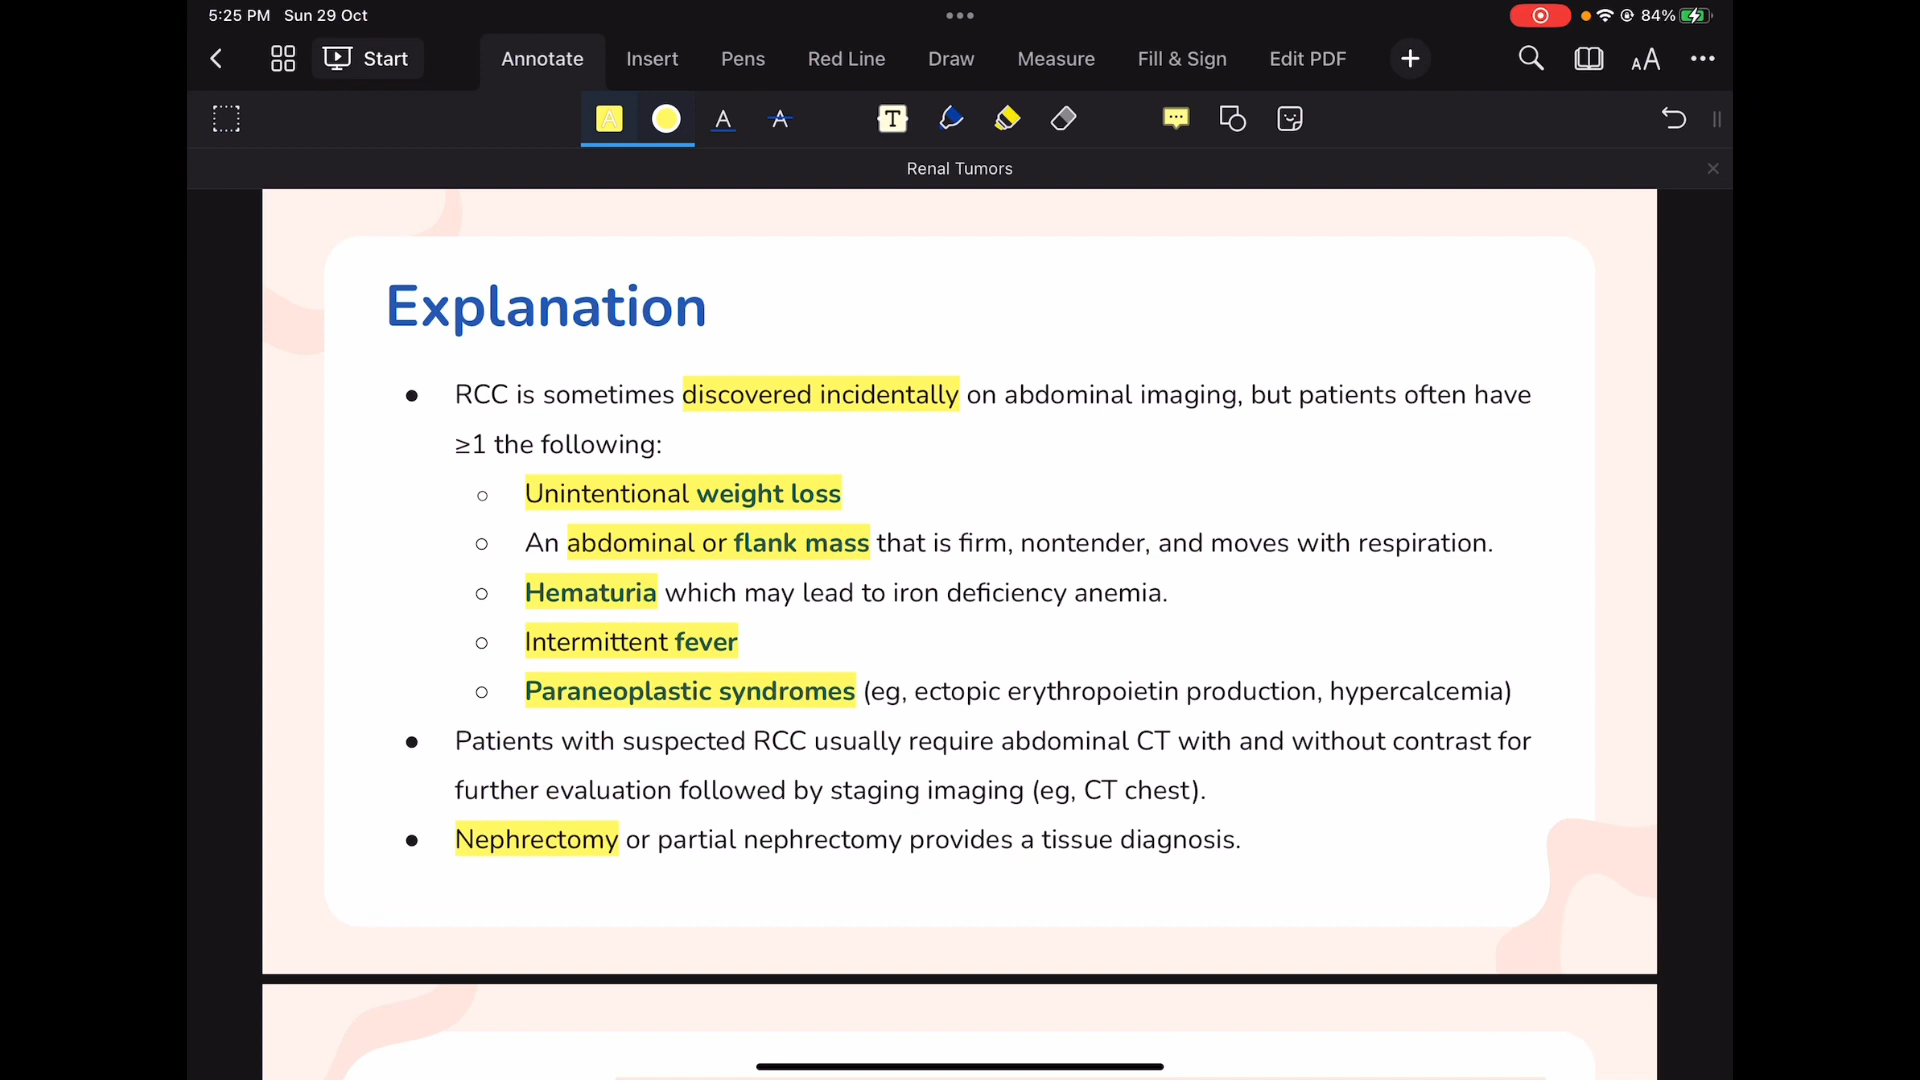 5:25 PM Sun 29 Oct
84%
Start
Annotate Insert Pens Red Line Draw Measure Fill & Sign Edit PDF
Renal Tumors
Explanation
● RCC is sometimes discovered incidentally on abdominal imaging, but patients often have
≥1 the following:
○ Unintentional weight loss
○ An abdominal or flank mass that is firm, nontender, and moves with respiration.
○ Hematuria which may lead to iron deficiency anemia.
○ Intermittent fever
○ Paraneoplastic syndromes (eg, ectopic erythropoietin production, hypercalcemia)
● Patients with suspected RCC usually require abdominal CT with and without contrast for
further evaluation followed by staging imaging (eg, CT chest).
● Nephrectomy or partial nephrectomy provides a tissue diagnosis.